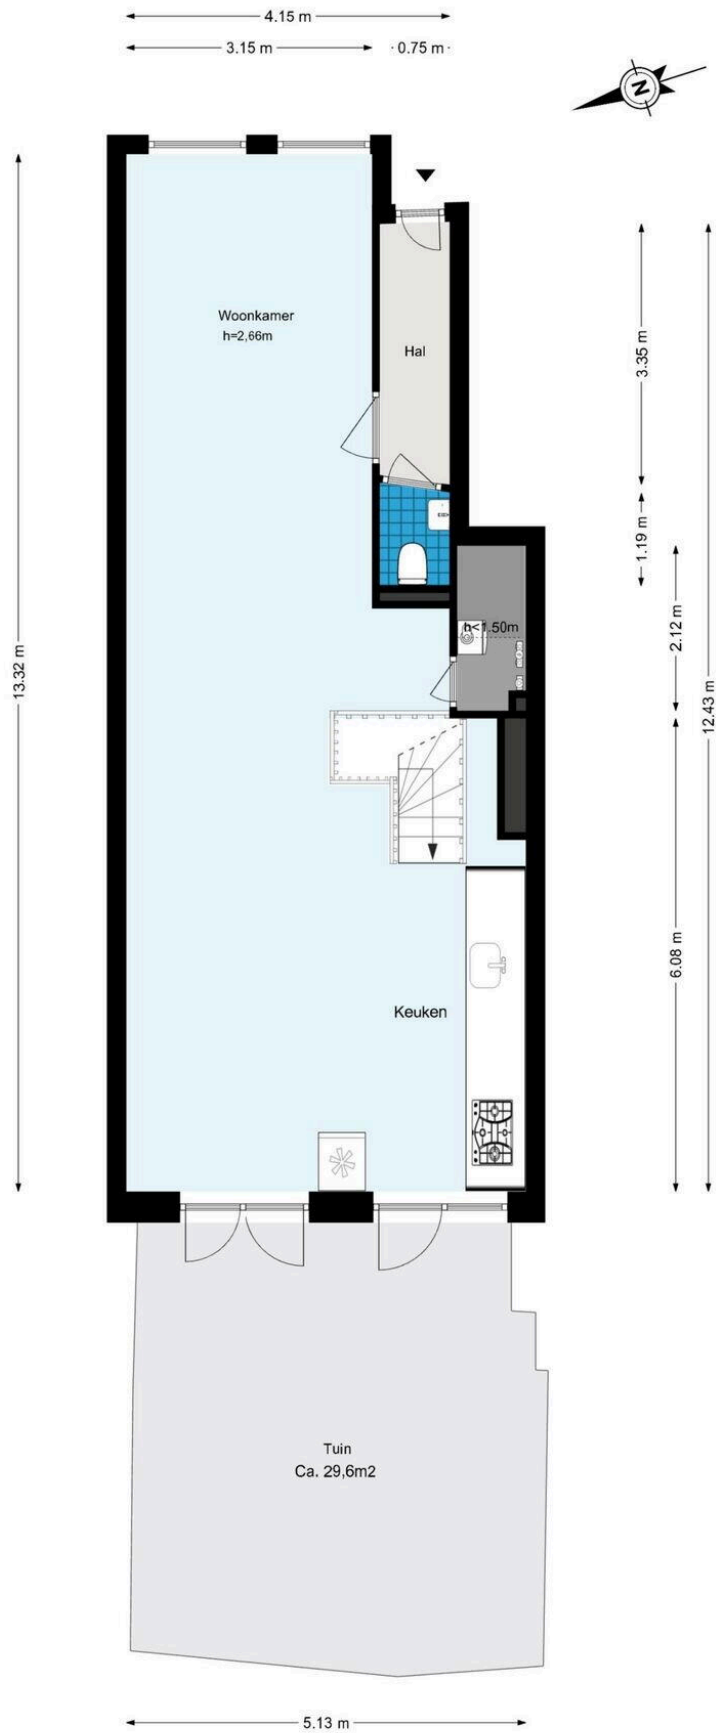 4.15 m
3.15 m
0.75 m
N
Woonkamer
h=2,66m
Hal
3.35 m
1.19 m
h<1.50m
2.12 m
13.32 m
12.43 m
6.08 m
Keuken
Tuin
Ca. 29,6m2
5.13 m